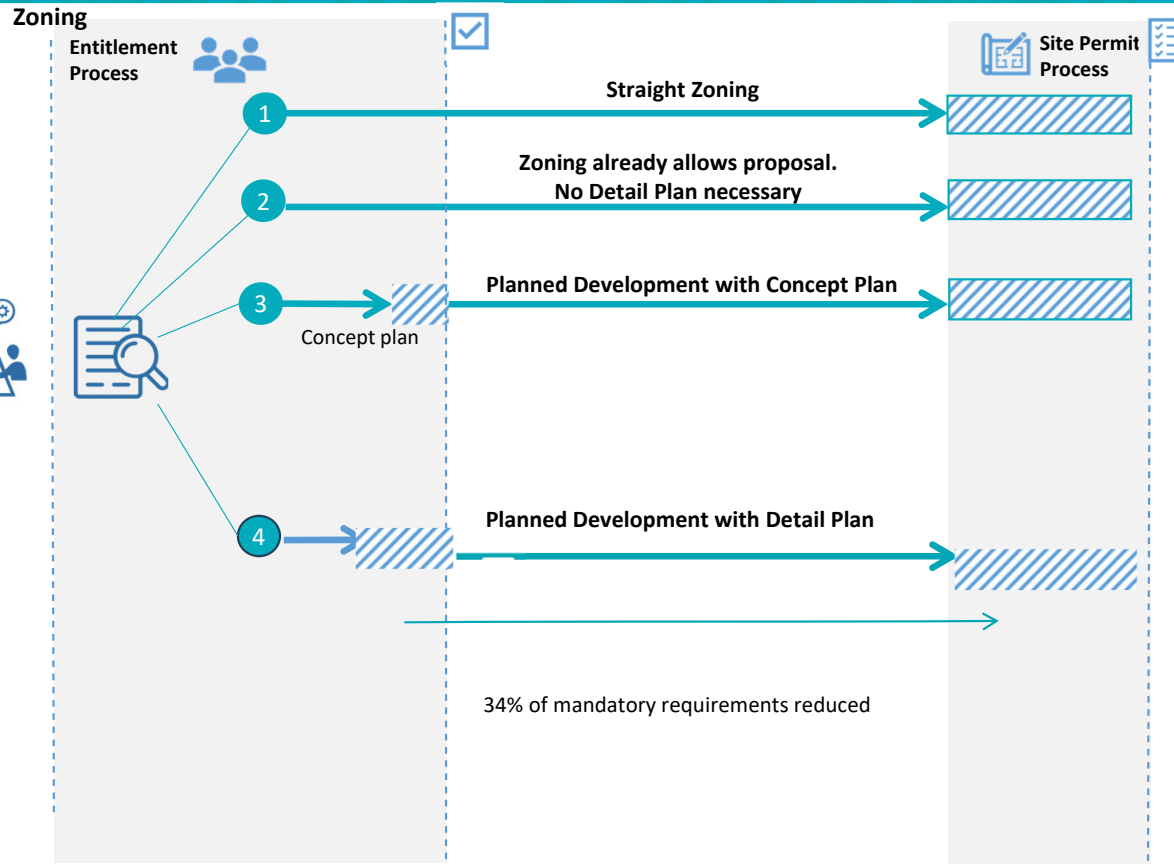 Zoning
Entitlement
Process
Site Permit
Process
1
Straight Zoning
2
Zoning already allows proposal.
No Detail Plan necessary
3
Planned Development with Concept Plan
Concept plan
4
Planned Development with Detail Plan
34% of mandatory requirements reduced